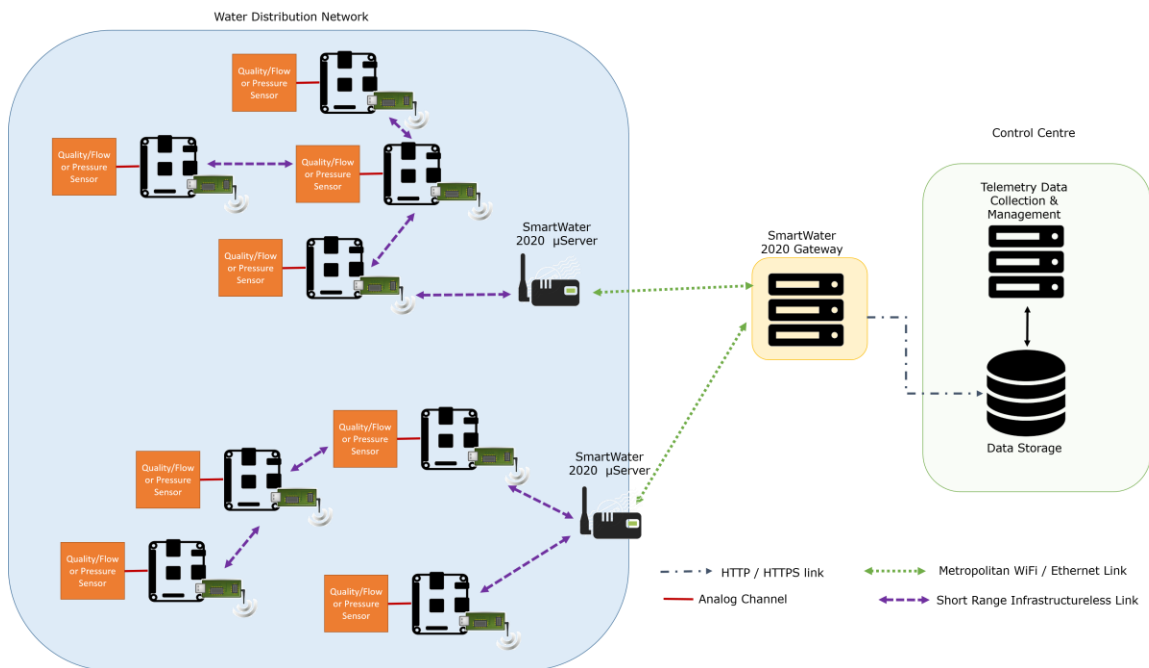 Water Distribution Network
Quality/Flow
or Pressure
Sensor
Quality/Flow
or Pressure
Sensor
Quality/Flow
or Pressure
Sensor
Quality/Flow
or Pressure
Sensor
SmartWater
2020 µServer
SmartWater
2020 Gateway
Control Centre
Telemetry Data
Collection &
Management
Data Storage
Quality/Flow
or Pressure
Sensor
Quality/Flow
or Pressure
Sensor
Quality/Flow
or Pressure
Sensor
Quality/Flow
or Pressure
Sensor
SmartWater
2020 µServer
HTTP / HTTPS link
Metropolitan WiFi / Ethernet Link
Analog Channel
Short Range Infrastructureless Link